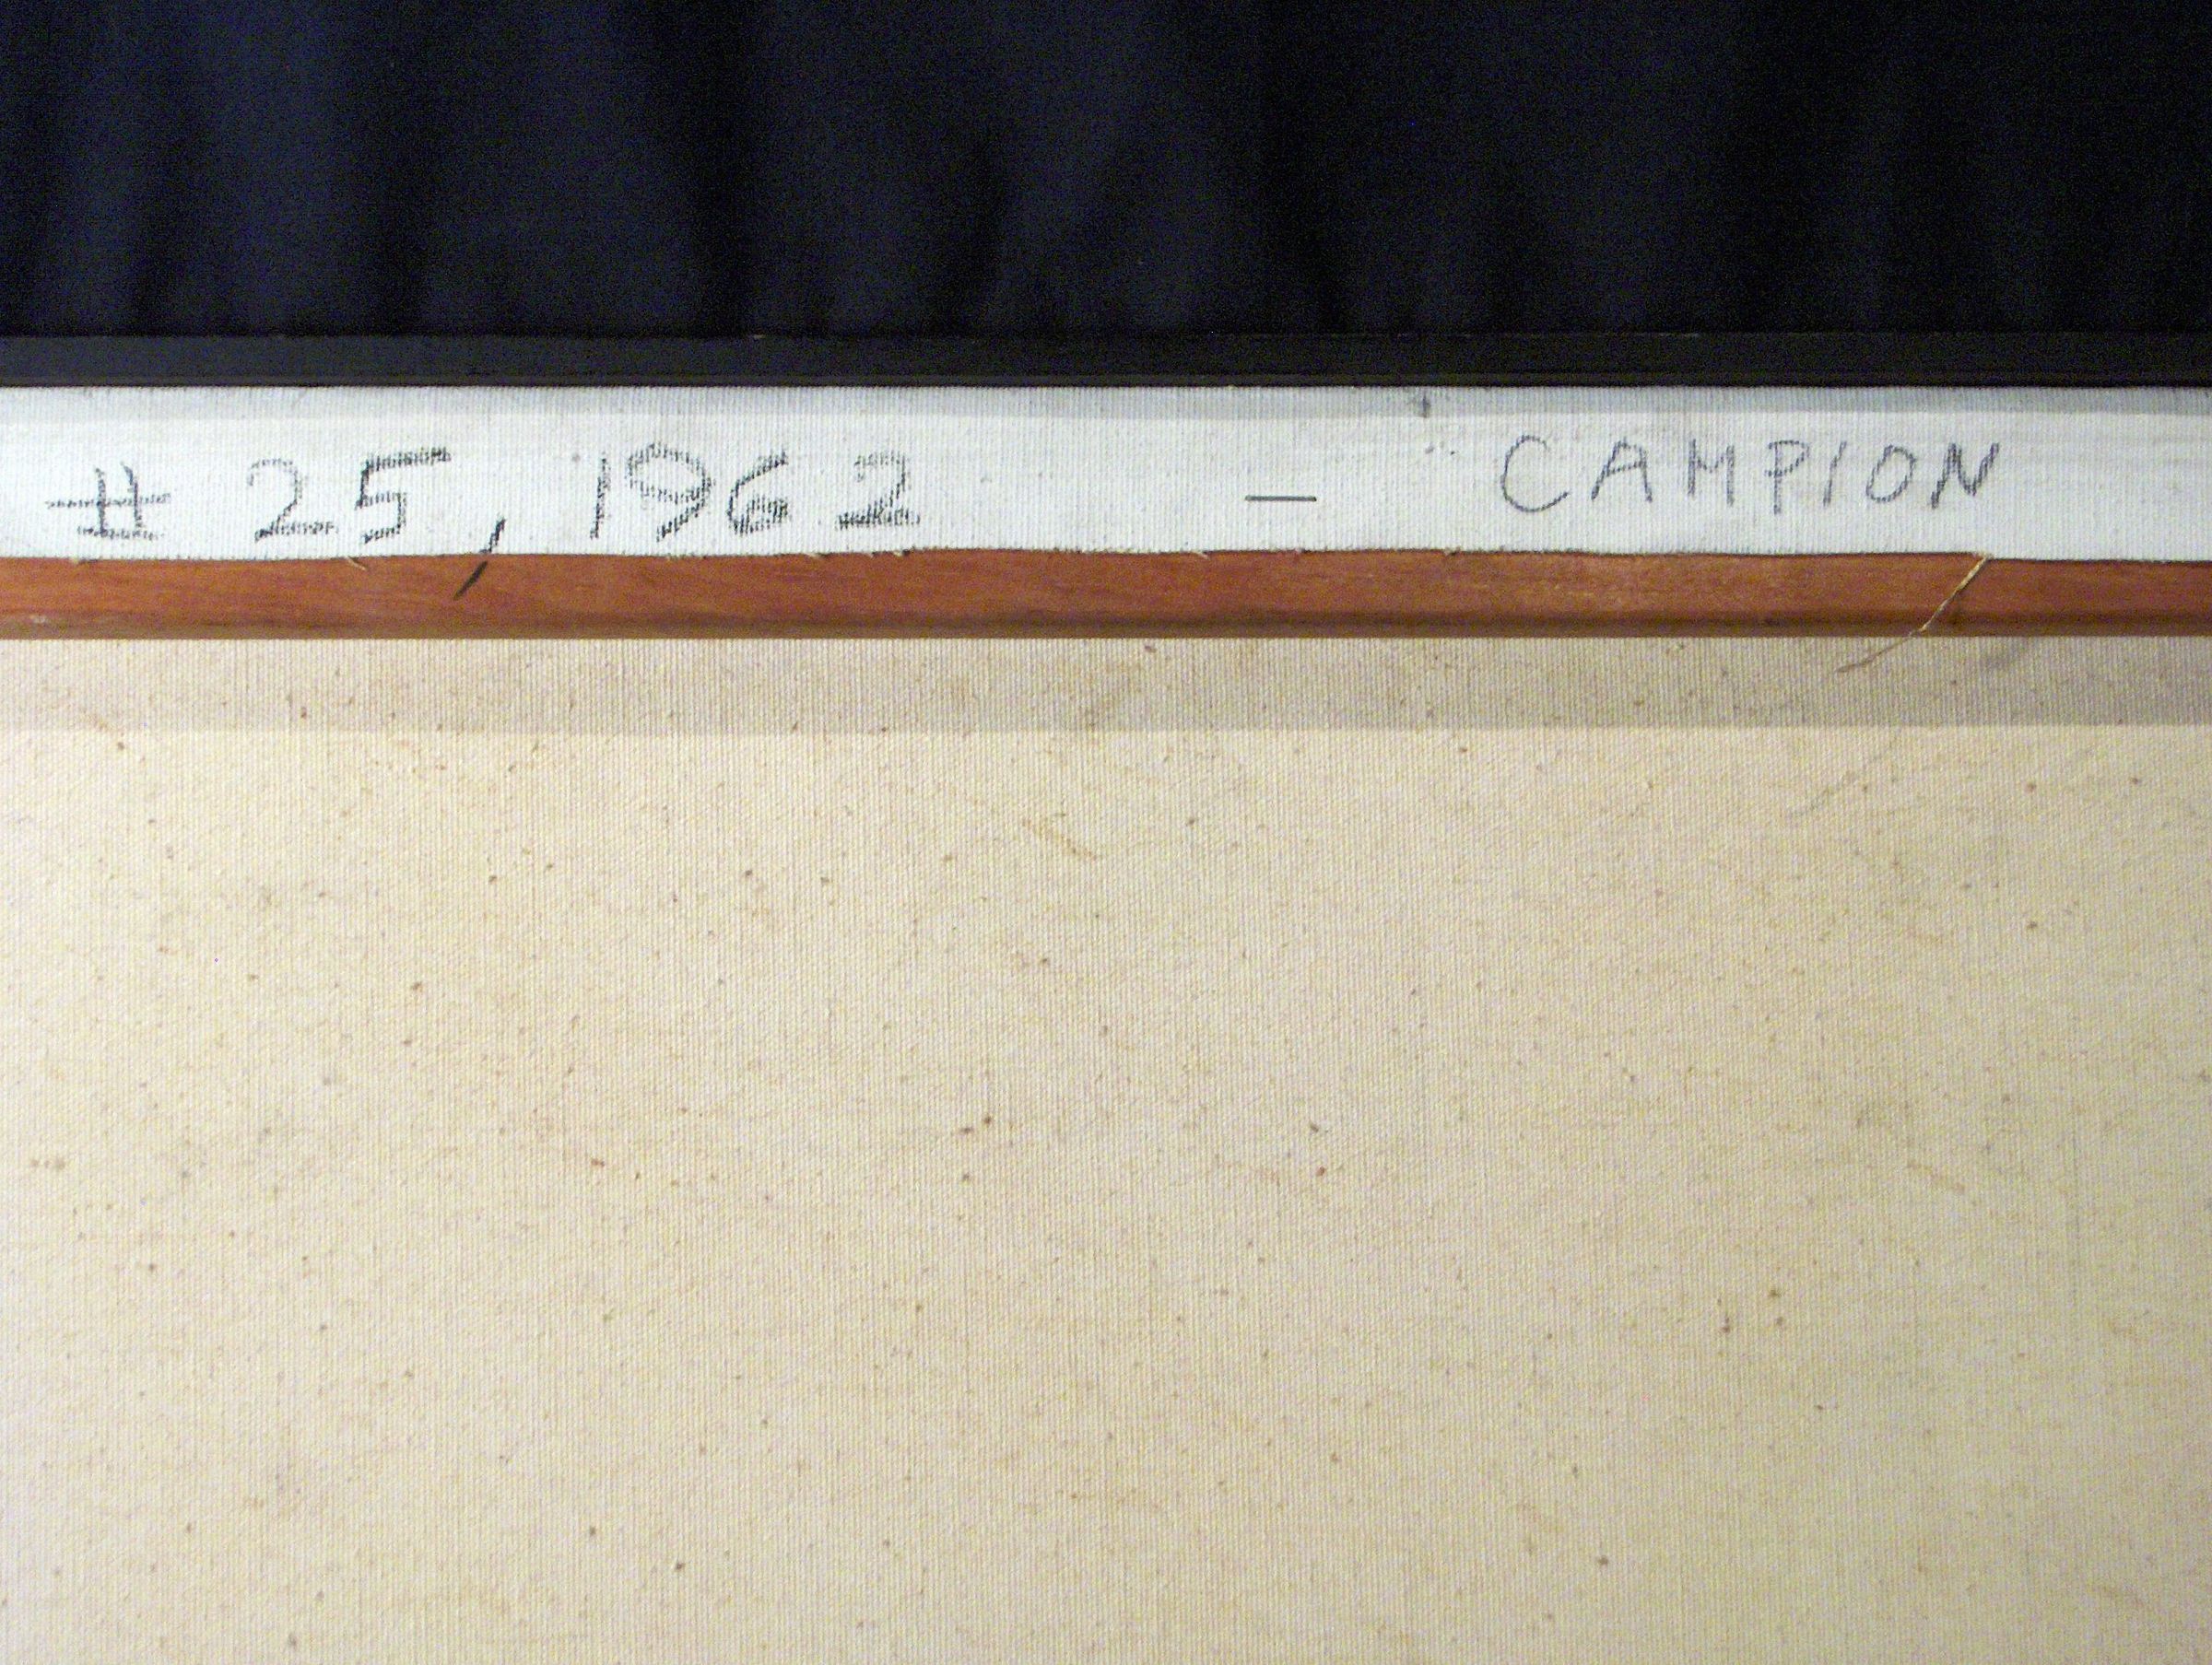 # 25, 1962 — CAMPION